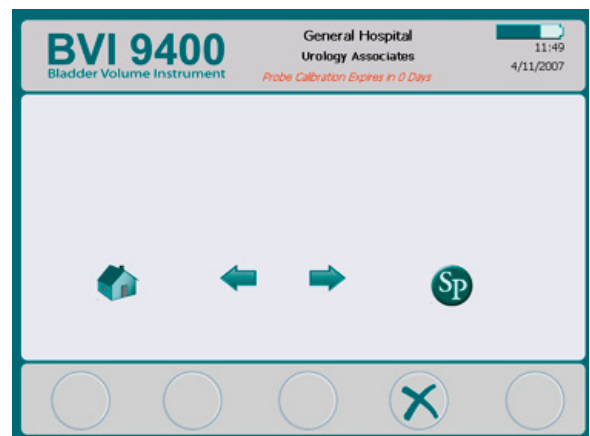 BVI 9400
Bladder Volume Instrument
General Hospital
Urology Associates
Probe Calibration Expires in 0 Days
11:49
4/11/2007
SP